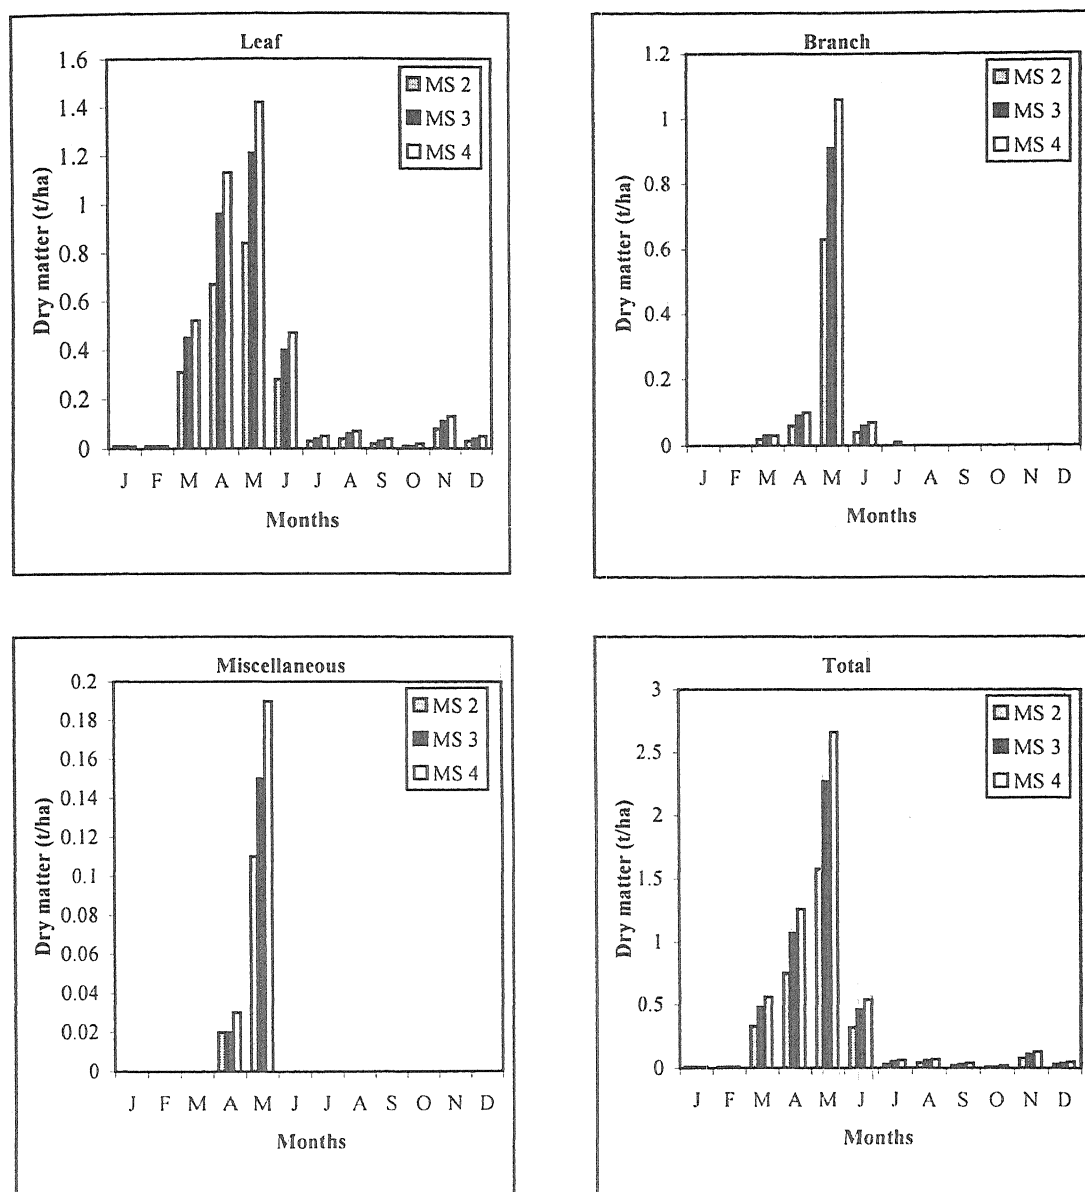 Leaf
1.6
1.4
1.2
1
0.8
0.6
0.4
0.2
0
Dry matter (t/ha)
MS 2
MS 3
MS 4
J F M A M J J A S O N D
Months
Branch
1.2
1
0.8
0.6
0.4
0.2
0
Dry matter (t/ha)
MS 2
MS 3
MS 4
J F M A M J J A S O N D
Months
Miscellaneous
0.2
0.18
0.16
0.14
0.12
0.1
0.08
0.06
0.04
0.02
0
Dry matter (t/ha)
MS 2
MS 3
MS 4
J F M A M J J A S O N D
Months
Total
3
2.5
2
1.5
1
0.5
0
Dry matter (t/ha)
MS 2
MS 3
MS 4
J F M A M J J A S O N D
Months